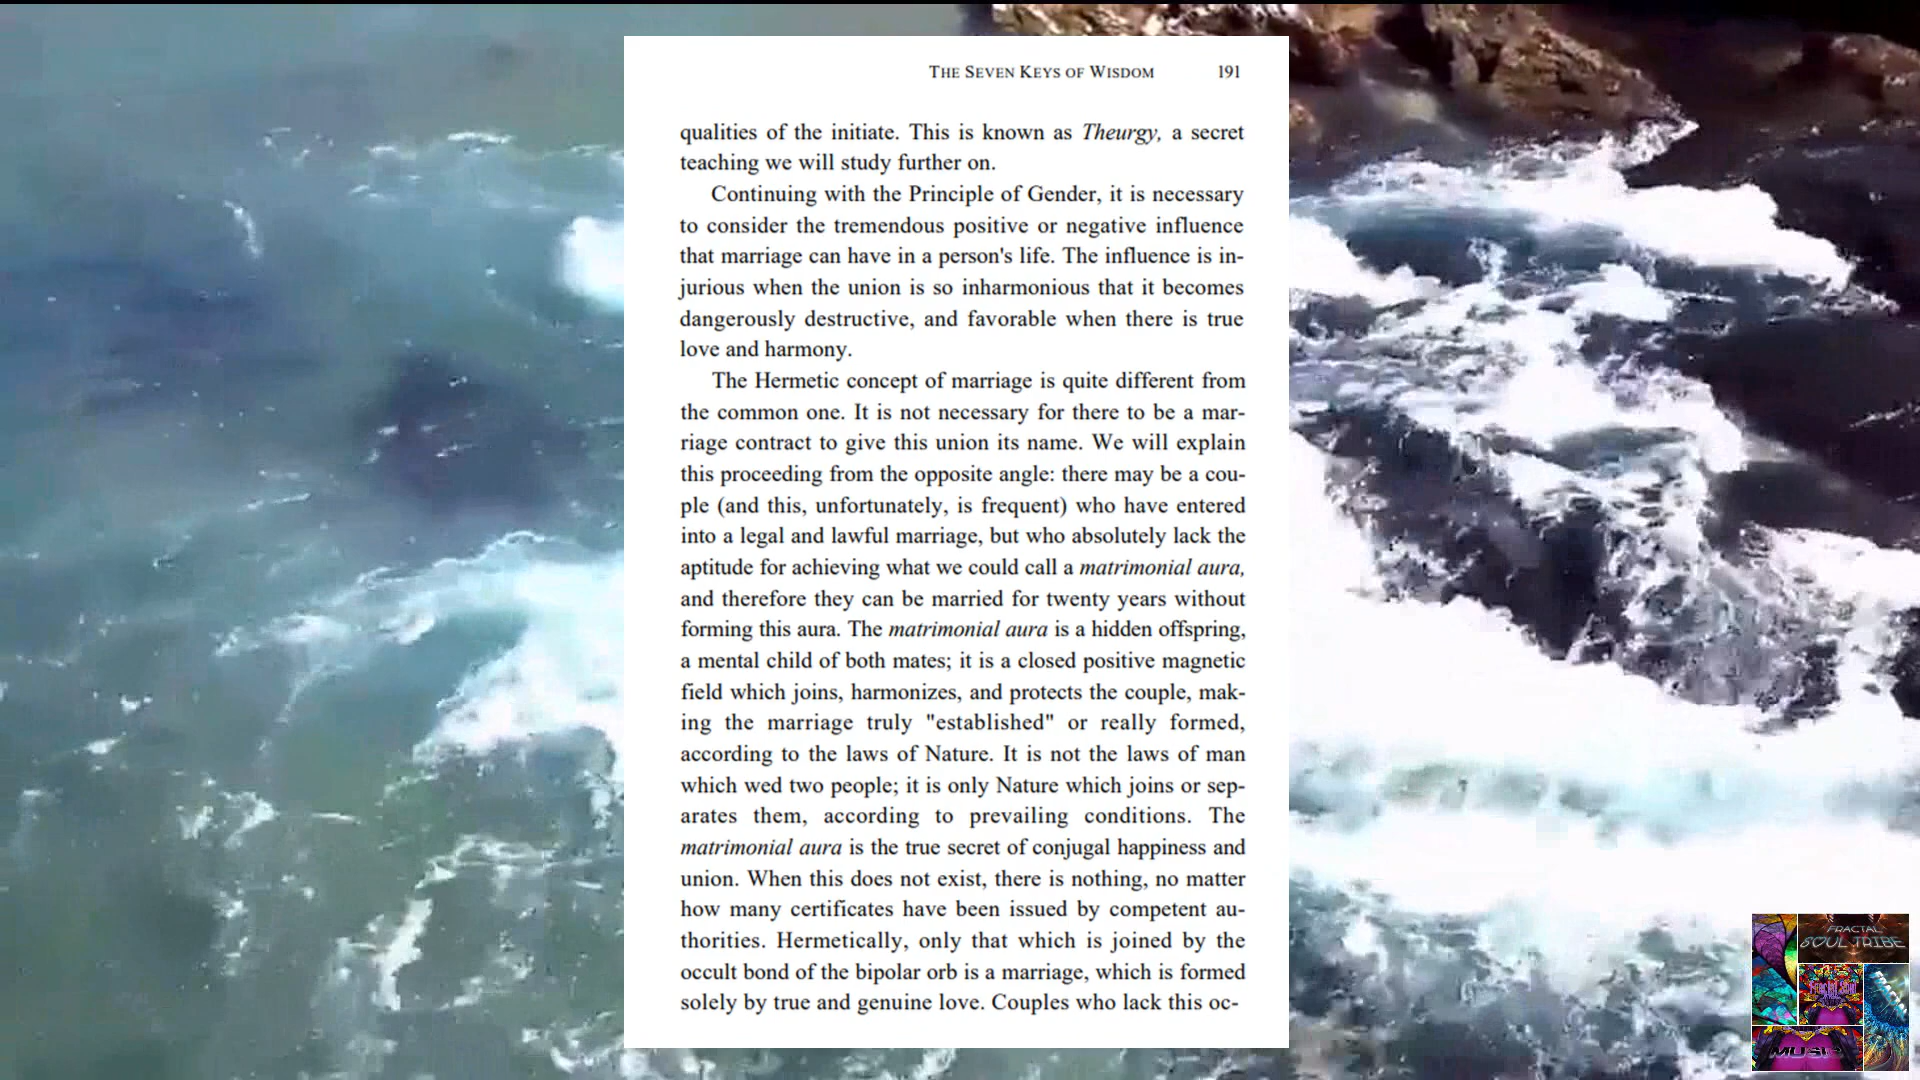 THE SEVEN KEYS OF WISDOM 191
qualities of the initiate. This is known as Theurgy, a secret
teaching we will study further on.
Continuing with the Principle of Gender, it is necessary
to consider the tremendous positive or negative influence
that marriage can have in a person's life. The influence is in-
jurious when the union is so inharmonious that it becomes
dangerously destructive, and favorable when there is true
love and harmony.
The Hermetic concept of marriage is quite different from
the common one. It is not necessary for there to be a mar-
riage contract to give this union its name. We will explain
this proceeding from the opposite angle: there may be a cou-
ple (and this, unfortunately, is frequent) who have entered
into a legal and lawful marriage, but who absolutely lack the
aptitude for achieving what we could call a matrimonial aura,
and therefore they can be married for twenty years without
forming this aura. The matrimonial aura is a hidden offspring,
a mental child of both mates; it is a closed positive magnetic
field which joins, harmonizes, and protects the couple, mak-
ing the marriage truly "established" or really formed,
according to the laws of Nature. It is not the laws of man
which wed two people; it is only Nature which joins or sep-
arates them, according to prevailing conditions. The
matrimonial aura is the true secret of conjugal happiness and
union. When this does not exist, there is nothing, no matter
how many certificates have been issued by competent au-
thorities. Hermetically, only that which is joined by the
occult bond of the bipolar orb is a marriage, which is formed
solely by true and genuine love. Couples who lack this oc-
FRACTAL
SOUL TRIBE
Fractal Soul
MUSIC